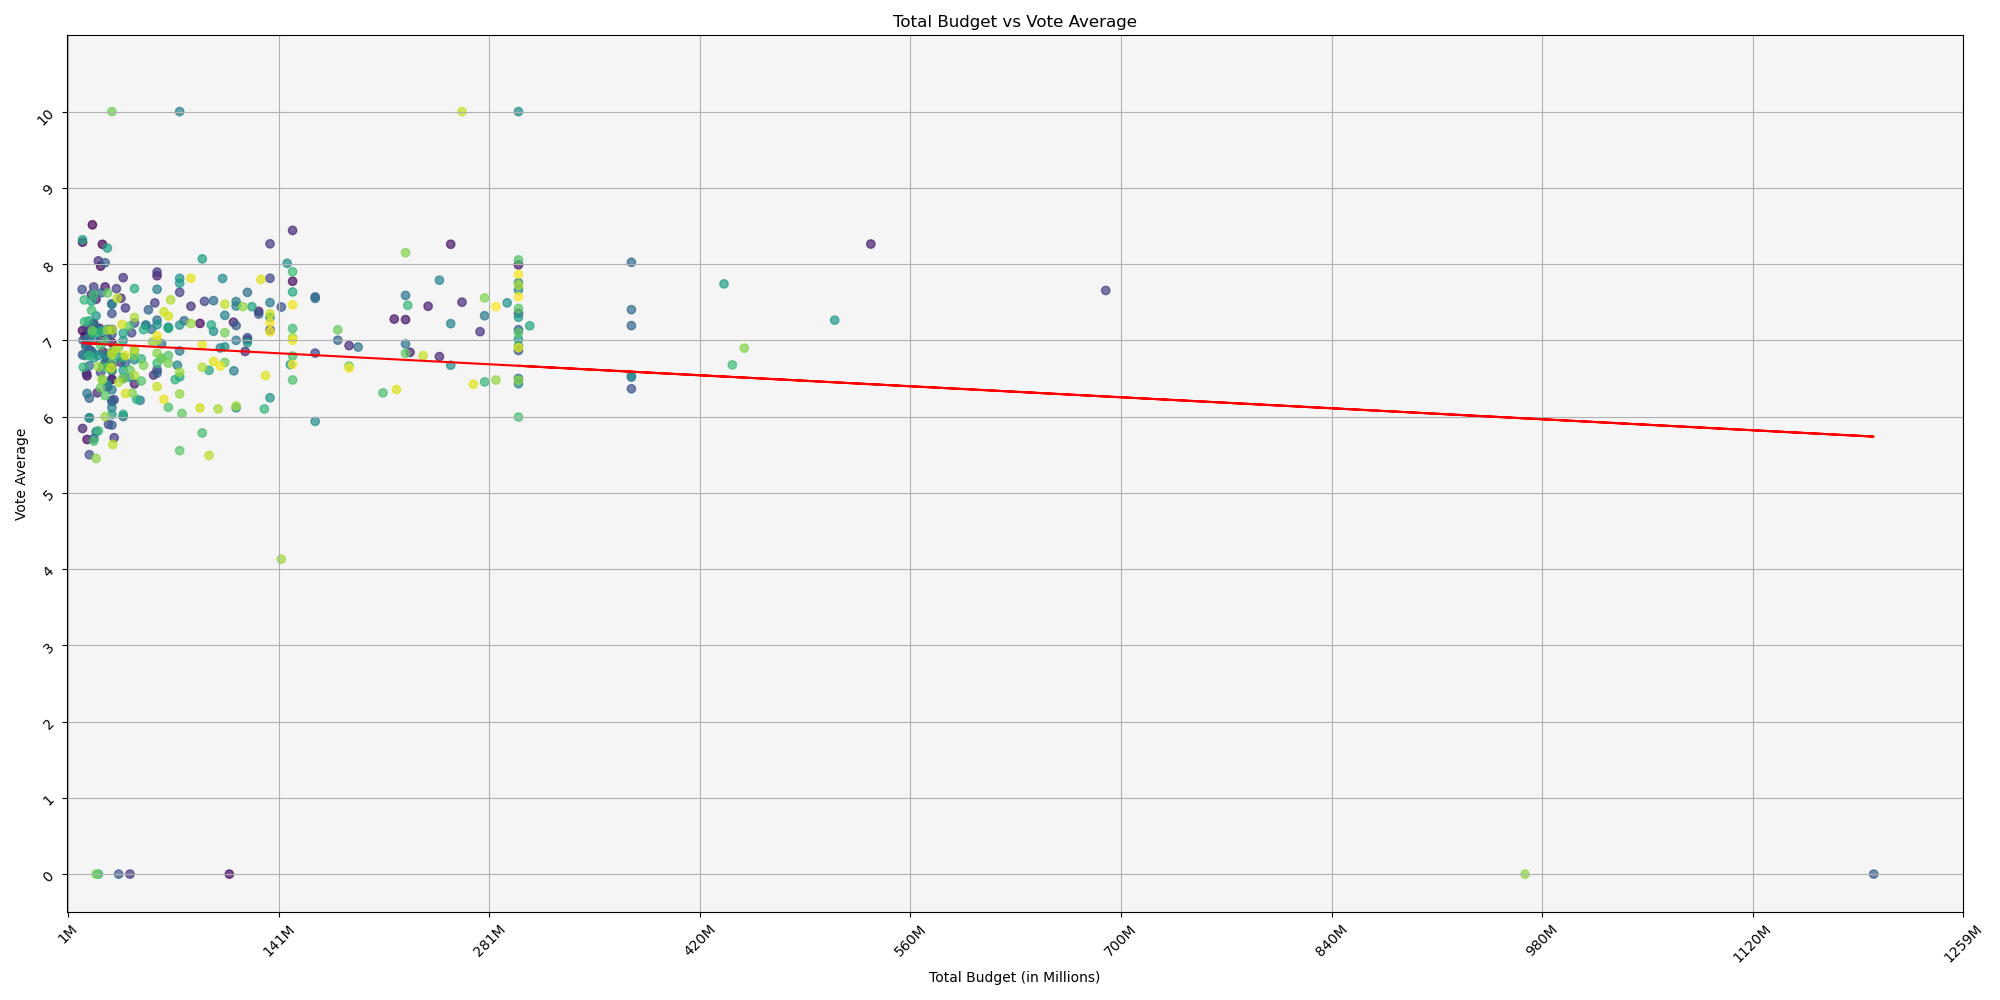 Total Budget vs Vote Average
Vote Average
10
9
8
7
6
5
4
3
2
1
0
1M
141M
281M
420M
560M
700M
840M
980M
1120M
1259M
Total Budget (in Millions)